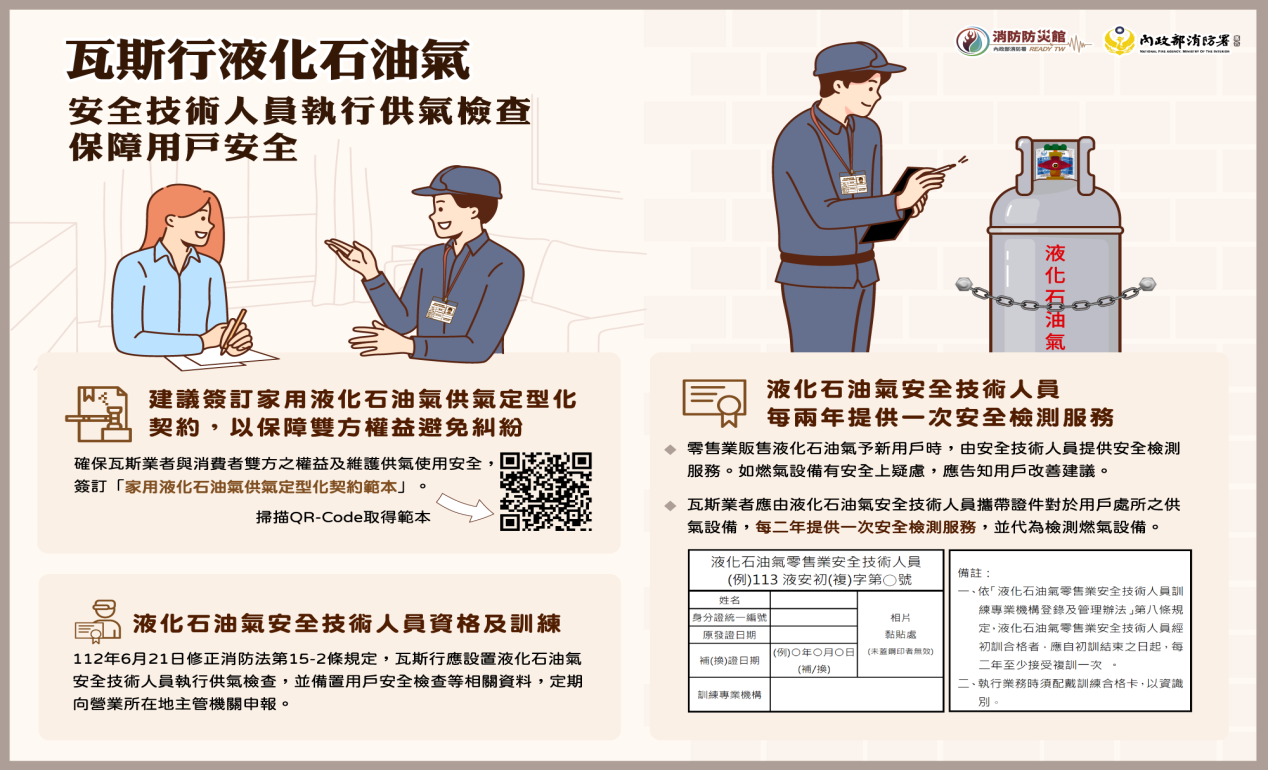 瓦斯行液化石油氣
安全技術人員執行供氣檢查
保障用戶安全
消防防災館
內政部消防署 READY TW
內政部消防署
NATIONAL FIRE AGENCY, MINISTRY OF THE INTERIOR
液化石油氣
建議簽訂家用液化石油氣供氣定型化
契約，以保障雙方權益避免糾紛
確保瓦斯業者與消費者雙方之權益及維護供氣使用安全，
簽訂「家用液化石油氣供氣定型化契約範本」。
掃描QR-Code取得範本
液化石油氣安全技術人員資格及訓練
112年6月21日修正消防法第15-2條規定，瓦斯行應設置液化石油氣
安全技術人員執行供氣檢查，並備置用戶安全檢查等相關資料，定期
向營業所在地主管機關申報。
液化石油氣安全技術人員
每兩年提供一次安全檢測服務
零售業販售液化石油氣予新用戶時，由安全技術人員提供安全檢測
服務。如燃氣設備有安全上疑慮，應告知用戶改善建議。
瓦斯業者應由液化石油氣安全技術人員攜帶證件對於用戶處所之供
氣設備，每二年提供一次安全檢測服務，並代為檢測燃氣設備。
液化石油氣零售業安全技術人員
(例)113 液安初(複)字第○號
姓名
身分證統一編號
原發證日期
補(換)證日期
(例)○年○月○日
(補/換)
訓練專業機構
相片
黏貼處
(未蓋鋼印者無效)
備註：
一、依「液化石油氣零售業安全技術人員訓
練專業機構登錄及管理辦法」第八條規
定，液化石油氣零售業安全技術人員經
初訓合格者，應自初訓結束之日起，每
二年至少接受複訓一次 。
二、執行業務時須配戴訓練合格卡，以資識
別。